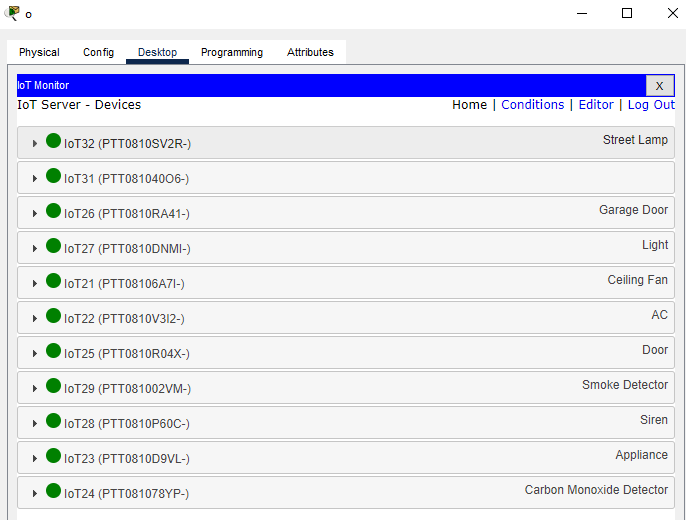 o
Physical Config Desktop Programming Attributes
IoT Monitor X
IoT Server - Devices Home | Conditions | Editor | Log Out
IoT32 (PTT0810SV2R-) Street Lamp
IoT31 (PTT081040O6-)
IoT26 (PTT0810RA41-) Garage Door
IoT27 (PTT0810DNMI-) Light
IoT21 (PTT08106A7I-) Ceiling Fan
IoT22 (PTT0810V3I2-) AC
IoT25 (PTT0810R04X-) Door
IoT29 (PTT081002VM-) Smoke Detector
IoT28 (PTT0810P60C-) Siren
IoT23 (PTT0810D9VL-) Appliance
IoT24 (PTT081078YP-) Carbon Monoxide Detector